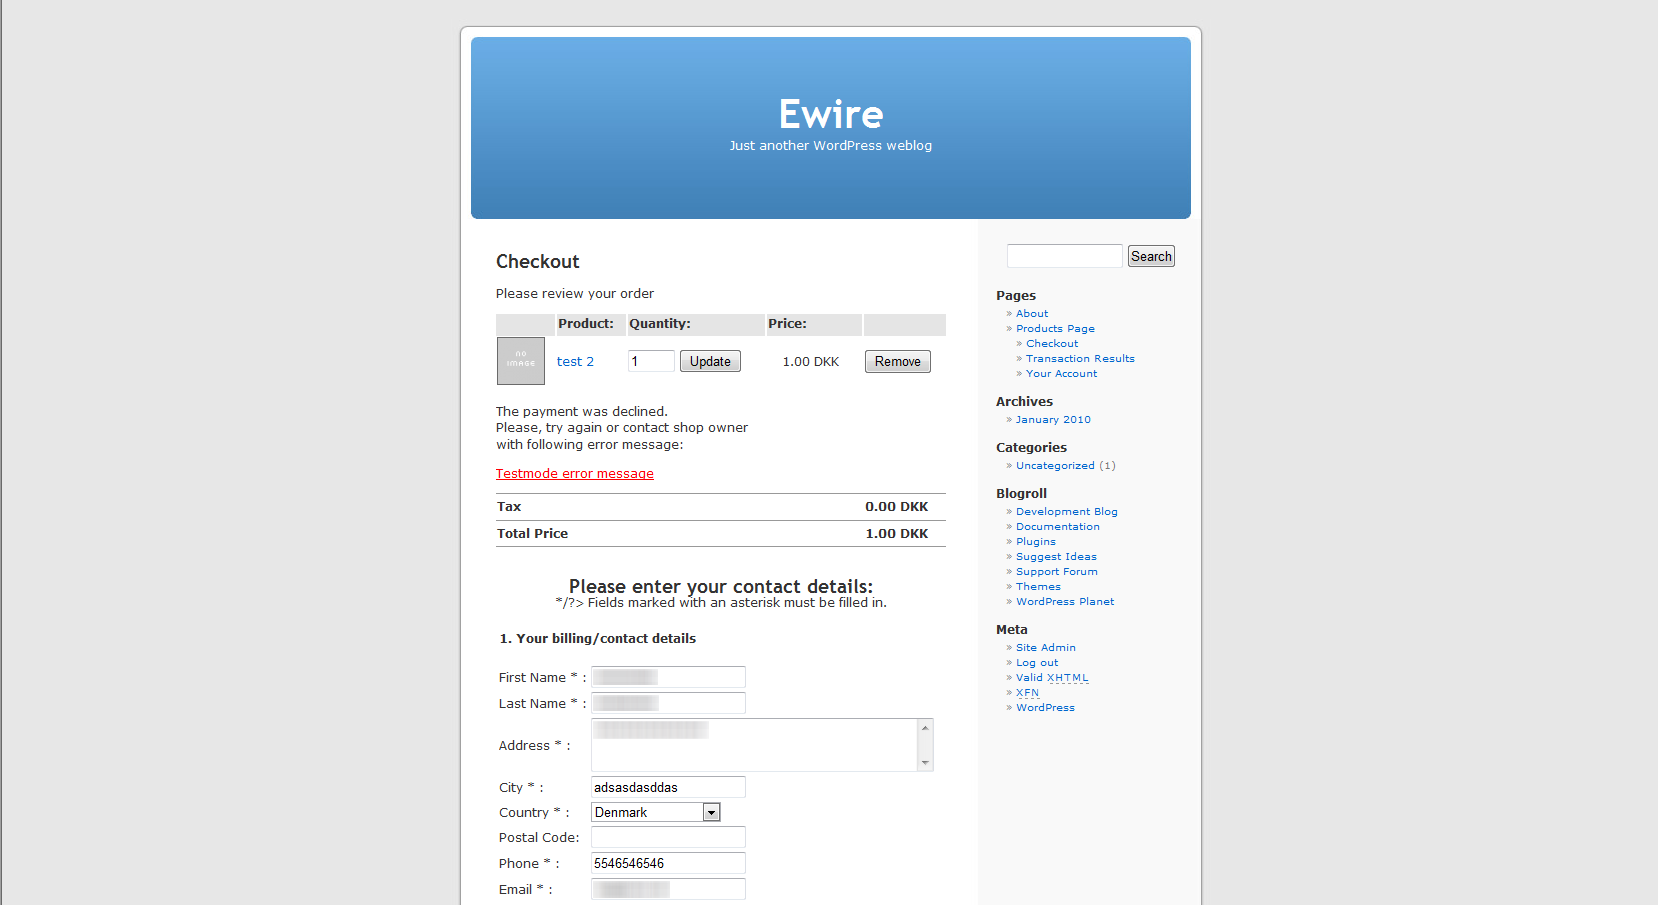 Ewire
Just another WordPress weblog
Checkout
Please review your order
Product: Quantity: Price:
no image test 2 1 Update 1.00 DKK Remove
The payment was declined.
Please, try again or contact shop owner
with following error message:
Testmode error message
Tax 0.00 DKK
Total Price 1.00 DKK
Please enter your contact details:
*/?> Fields marked with an asterisk must be filled in.
1. Your billing/contact details
First Name * :
Last Name * :
Address * :
City * : adsasdasddas
Country * : Denmark
Postal Code:
Phone * : 5546546546
Email * :
Search
Pages
» About
» Products Page
» Checkout
» Transaction Results
» Your Account
Archives
» January 2010
Categories
» Uncategorized (1)
Blogroll
» Development Blog
» Documentation
» Plugins
» Suggest Ideas
» Support Forum
» Themes
» WordPress Planet
Meta
» Site Admin
» Log out
» Valid XHTML
» XFN
» WordPress